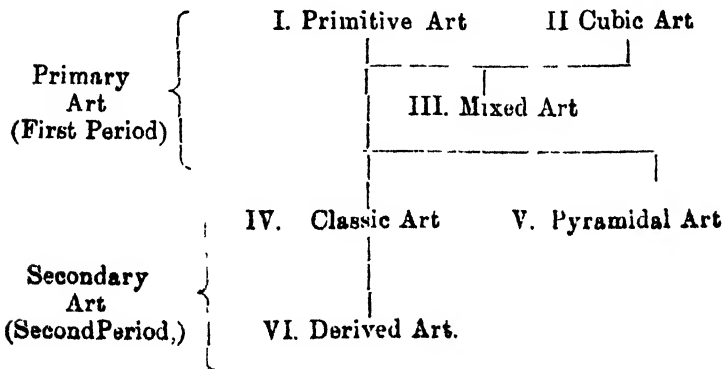 I. Primitive Art II Cubic Art
Primary
Art
(First Period)
III. Mixed Art
IV. Classic Art V. Pyramidal Art
Secondary
Art
(SecondPeriod,)
VI. Derived Art.